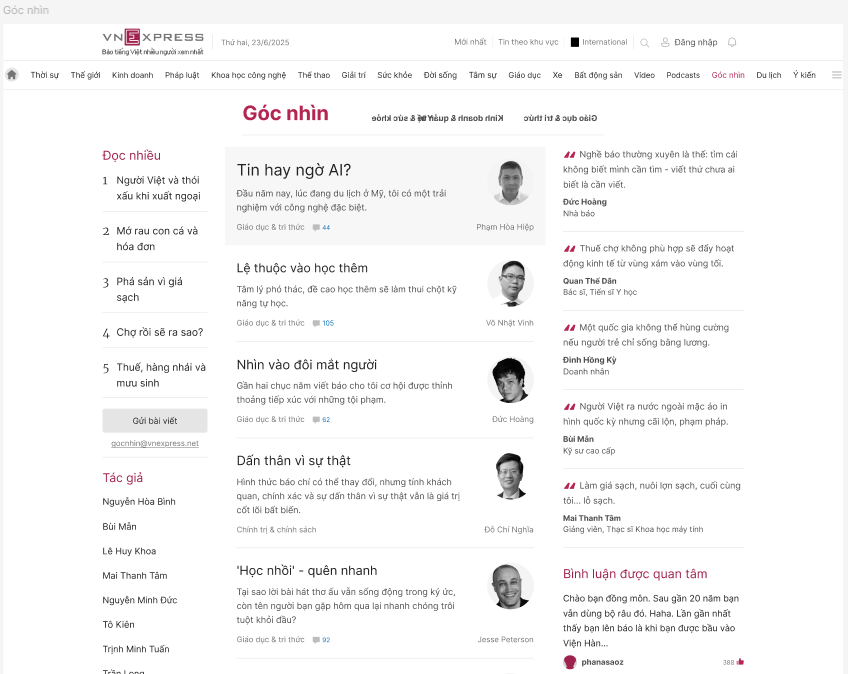 Góc nhìn
VNEXPRESS
Báo tiếng Việt nhiều người xem nhất
Thứ hai, 23/6/2025
Mới nhất
Tin theo khu vực
International
Đăng nhập
Thời sự
Thế giới
Kinh doanh
Pháp luật
Khoa học công nghệ
Thể thao
Giải trí
Sức khỏe
Đời sống
Tâm sự
Giáo dục
Xe
Bất động sản
Video
Podcasts
Góc nhìn
Du lịch
Ý kiến
Góc nhìn
Y tế & sức khỏe
Kinh doanh & quản trị
Giáo dục & tri thức
Đọc nhiều
1 Người Việt và thói
xấu khi xuất ngoại
2 Mớ rau con cá và
hóa đơn
3 Phá sản vì giá
sạch
4 Chợ rồi sẽ ra sao?
5 Thuế, hàng nhái và
mưu sinh
Gửi bài viết
gocnhin@vnexpress.net
Tác giả
Nguyễn Hòa Bình
Bùi Mẫn
Lê Huy Khoa
Mai Thanh Tâm
Nguyễn Minh Đức
Tô Kiên
Trịnh Minh Tuấn
Trần Long
Tin hay ngờ AI?
Đầu năm nay, lúc đang du lịch ở Mỹ, tôi có một trải
nghiệm với công nghệ đặc biệt.
Giáo dục & tri thức 44
Phạm Hòa Hiệp
Lệ thuộc vào học thêm
Tâm lý phó thác, đề cao học thêm sẽ làm thui chột kỹ
năng tự học.
Giáo dục & tri thức 105
Võ Nhật Vinh
Nhìn vào đôi mắt người
Gần hai chục năm viết báo cho tôi cơ hội được thỉnh
thoảng tiếp xúc với những tội phạm.
Giáo dục & tri thức 62
Đức Hoàng
Dấn thân vì sự thật
Hình thức báo chí có thể thay đổi, nhưng tính khách
quan, chính xác và sự dấn thân vì sự thật vẫn là giá trị
cốt lõi bất biến.
Chính trị & chính sách
Đỗ Chí Nghĩa
'Học nhồi' - quên nhanh
Tại sao lời bài hát thơ ấu vẫn sống động trong ký ức,
còn tên người bạn gặp hôm qua lại nhanh chóng trôi
tuột khỏi đầu?
Giáo dục & tri thức 92
Jesse Peterson
Nghề báo thường xuyên là thế: tìm cái
không biết mình cần tìm - viết thứ chưa ai
biết là cần viết.
Đức Hoàng
Nhà báo
Thuế chợ không phù hợp sẽ đẩy hoạt
động kinh tế từ vùng xám vào vùng tối.
Quan Thế Dân
Bác sĩ, Tiến sĩ Y học
Một quốc gia không thể hùng cường
nếu người trẻ chỉ sống bằng lương.
Đinh Hồng Kỳ
Doanh nhân
Người Việt ra nước ngoài mặc áo in
hình quốc kỳ nhưng cãi lộn, phạm pháp.
Bùi Mẫn
Kỹ sư cao cấp
Làm giá sạch, nuôi lợn sạch, cuối cùng
tôi... lỗ sạch.
Mai Thanh Tâm
Giảng viên, Thạc sĩ Khoa học máy tính
Bình luận được quan tâm
Chào bạn đồng môn. Sau gần 20 năm bạn
vẫn dùng bộ râu đó. Haha. Lần gần nhất
thấy bạn lên báo là khi bạn được bầu vào
Viện Hàn...
phanasaoz
388